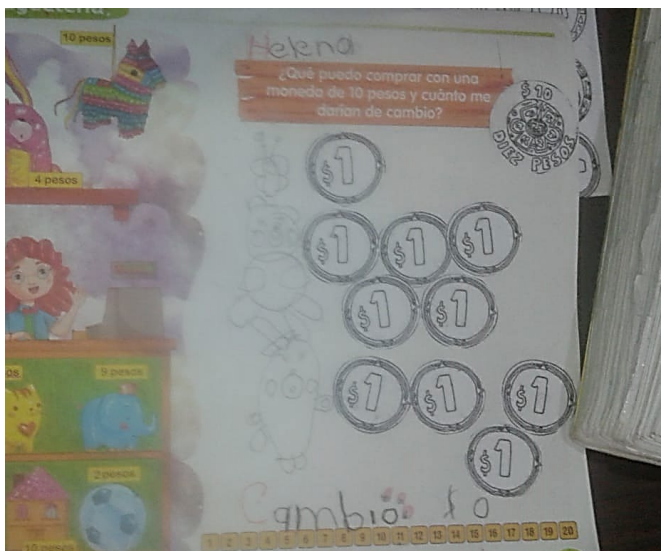 10 pesos
Helena
¿Qué puedo comprar con una
moneda de 10 pesos y cuánto me
darían de cambio?
$10
DIEZ PESOS
4 pesos
$1
$1
$1
$1
$1
$1
$1
$1
$1
$1
9 pesos
2 pesos
10 pesos
Cambio: $0
1 2 3 4 5 6 7 8 9 10 11 12 13 14 15 16 17 18 19 20